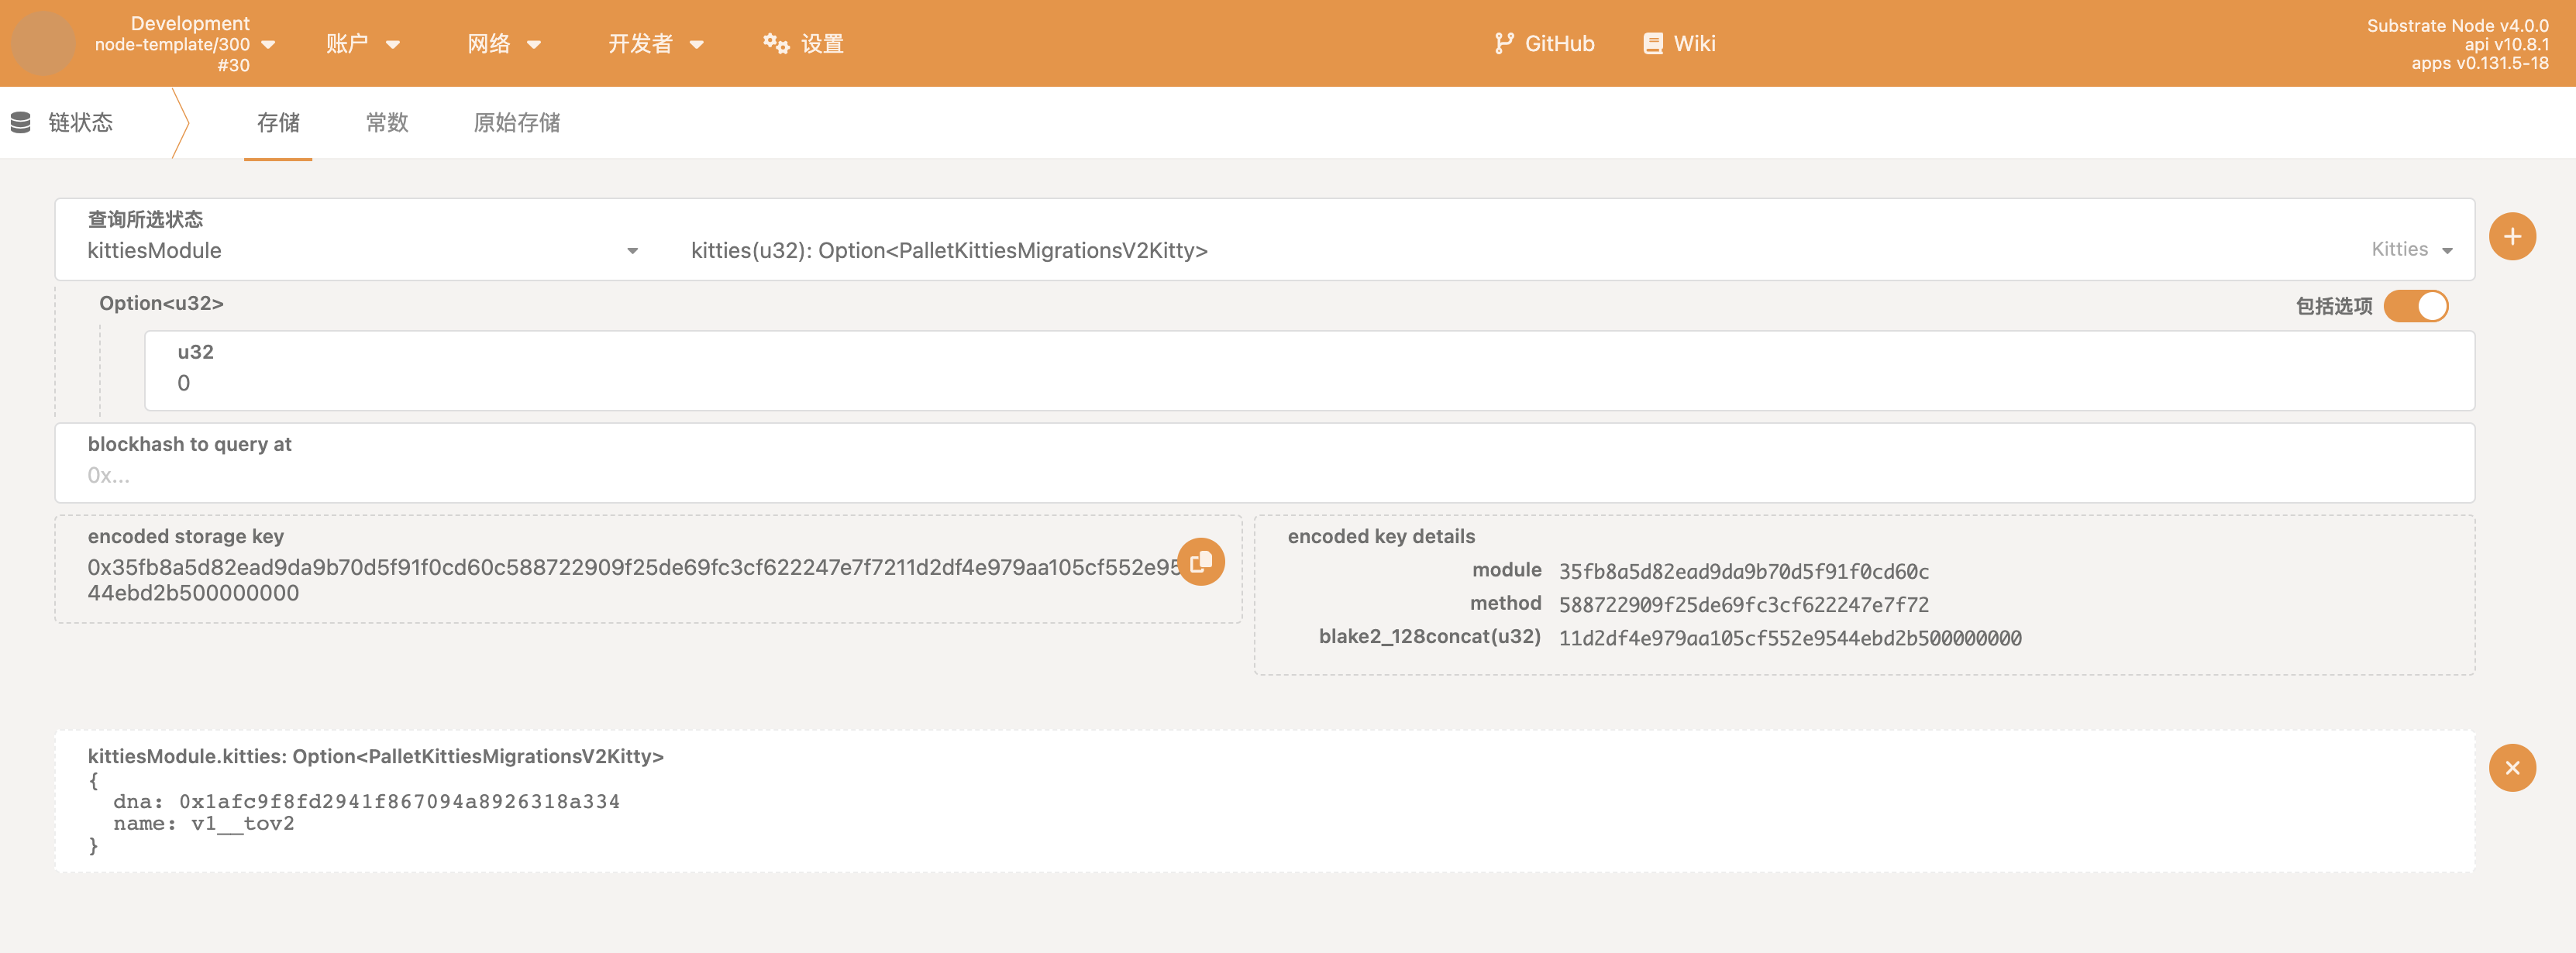 Development
node-template/300
#30
账户
网络
开发者
设置
GitHub
Wiki
Substrate Node v4.0.0
api v10.8.1
apps v0.131.5-18
链状态
存储
常数
原始存储
查询所选状态
kittiesModule
kitties(u32): Option<PalletKittiesMigrationsV2Kitty>
Kitties
Option<u32>
包括选项
u32
0
blockhash to query at
0x...
encoded storage key
0x35fb8a5d82ead9da9b70d5f91f0cd60c588722909f25de69fc3cf622247e7f7211d2df4e979aa105cf552e95
44ebd2b500000000
encoded key details
module 35fb8a5d82ead9da9b70d5f91f0cd60c
method 588722909f25de69fc3cf622247e7f72
blake2_128concat(u32) 11d2df4e979aa105cf552e9544ebd2b500000000
kittiesModule.kitties: Option<PalletKittiesMigrationsV2Kitty>
{
dna: 0x1afc9f8fd2941f867094a8926318a334
name: v1__tov2
}